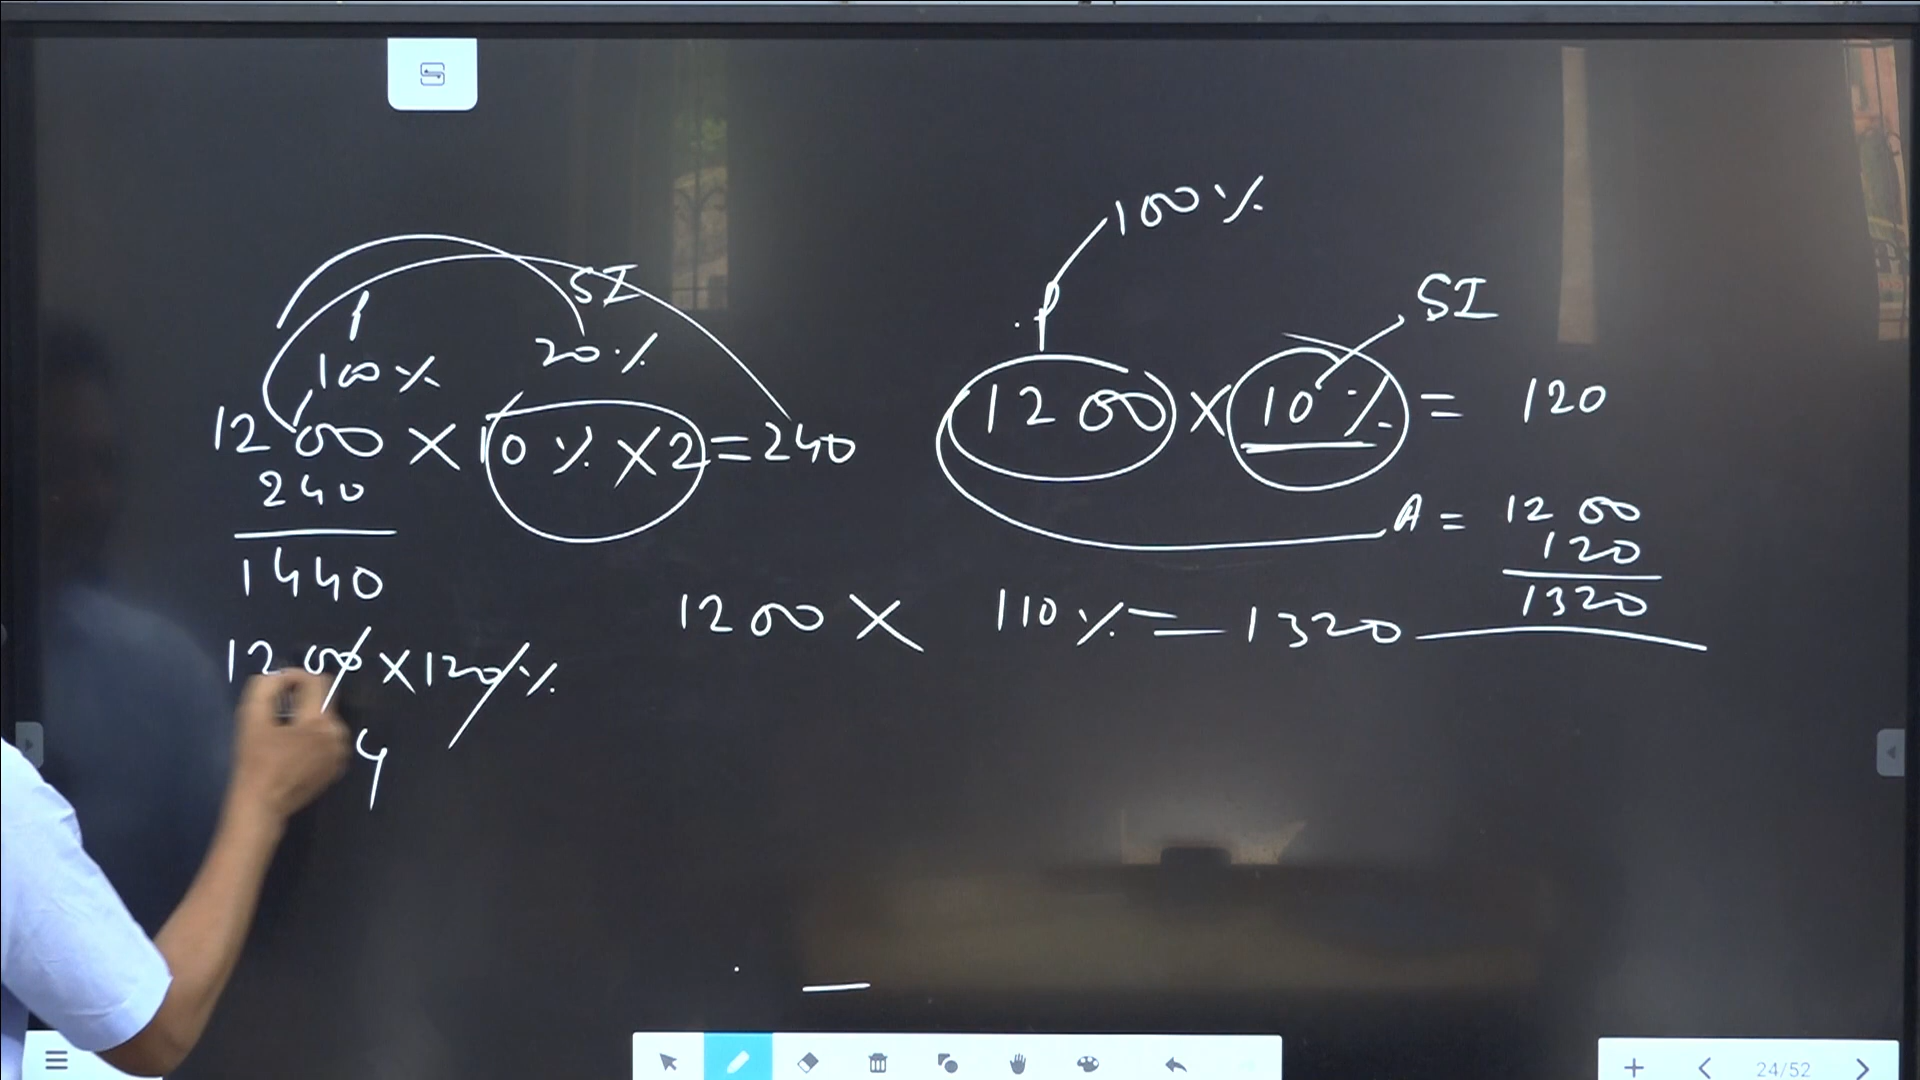 100%
SI
SI
P
P
20%
100%
1200 × 10% = 120
1200 × 10% × 2 = 240
240
1440
A = 1200
120
1320
1200 × 110% = 1320
1200 × 120%
4
24/52